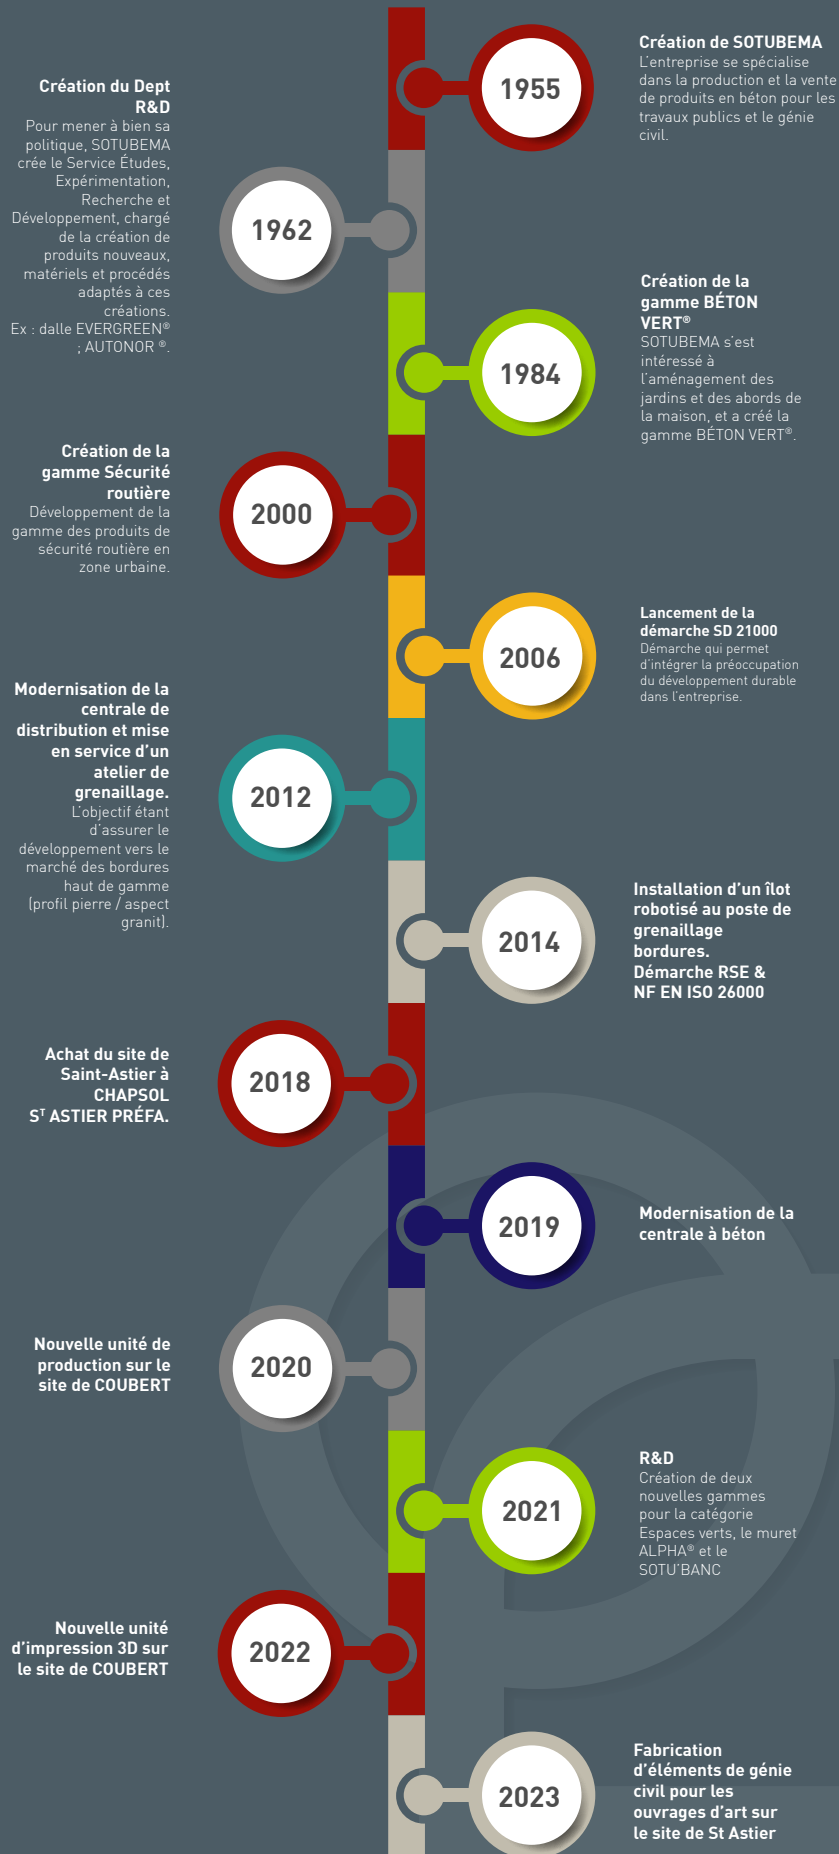 1955
Création de SOTUBEMA
L'entreprise se spécialise
dans la production et la vente
de produits en béton pour les
travaux publics et le génie
civil.
Création du Dept
R&D
Pour mener à bien sa
politique, SOTUBEMA
crée le Service Études,
Expérimentation,
Recherche et
Développement, chargé
de la création de
produits nouveaux,
matériels et procédés
adaptés à ces
créations.
Ex : dalle EVERGREEN®
; AUTONOR ®.
1962
1984
Création de la
gamme BÉTON
VERT®
SOTUBEMA s'est
intéressé à
l'aménagement des
jardins et des abords de
la maison, et a créé la
gamme BÉTON VERT®.
Création de la
gamme Sécurité
routière
Développement de la
gamme des produits de
sécurité routière en
zone urbaine.
2000
2006
Lancement de la
démarche SD 21000
Démarche qui permet
d'intégrer la préoccupation
du développement durable
dans l'entreprise.
Modernisation de la
centrale de
distribution et mise
en service d'un
atelier de
grenaillage.
L'objectif étant
d'assurer le
développement vers le
marché des bordures
haut de gamme
(profil pierre / aspect
granit).
2012
2014
Installation d'un îlot
robotisé au poste de
grenaillage
bordures.
Démarche RSE &
NF EN ISO 26000
Achat du site de
Saint-Astier à
CHAPSOL
Sᵀ ASTIER PRÉFA.
2018
2019
Modernisation de la
centrale à béton
Nouvelle unité de
production sur le
site de COUBERT
2020
2021
R&D
Création de deux
nouvelles gammes
pour la catégorie
Espaces verts, le muret
ALPHA® et le
SOTU'BANC
Nouvelle unité
d'impression 3D sur
le site de COUBERT
2022
2023
Fabrication
d'éléments de génie
civil pour les
ouvrages d'art sur
le site de St Astier